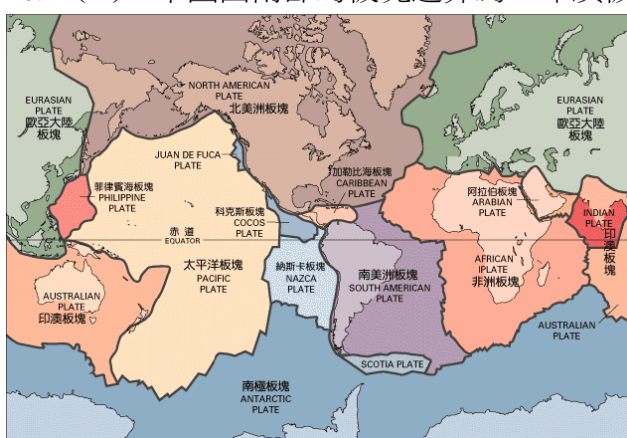 EURASIAN
PLATE
歐亞大陸
板塊
NORTH AMERICAN
PLATE
北美洲板塊
EURASIAN
PLATE
歐亞大陸
板塊
JUAN DE FUCA
PLATE
加勒比海板塊
CARIBBEAN
PLATE
菲律賓海板塊
PHILIPPINE
PLATE
科克斯板塊
COCOS
PLATE
阿拉伯板塊
ARABIAN
PLATE
INDIAN
PLATE
印澳板塊
赤道
EQUATOR
太平洋板塊
PACIFIC
PLATE
納斯卡板塊
NAZCA
PLATE
南美洲板塊
SOUTH AMERICAN
PLATE
AFRICAN
IPLATE
非洲板塊
AUSTRALIAN
PLATE
印澳板塊
AUSTRALIAN
PLATE
SCOTIA PLATE
南極板塊
ANTARCTIC
PLATE